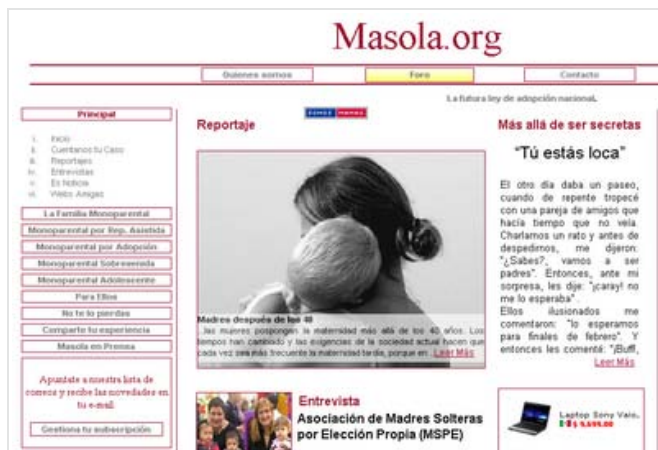 Masola.org
Quienes somos
Foro
Contacto
La futura ley de adopción nacional.
Principal
i. Inicio
ii. Cuentanos tu Caso
iii. Reportajes
iv. Entrevistas
v. Es Noticia
vi. Webs Amigas
La Familia Monoparental
Monoparental por Rep. Asistida
Monoparental por Adopción
Monoparental Sobrevenida
Monoparental Adolescente
Para Ellos
No te lo pierdas
Comparte tu experiencia
Masola en Prensa
Apuntate a nuestra lista de
correos y recibe las novedades en
tu e-mail.
Gestiona tu subscripción
Reportaje
Madres después de los 40
...las mujeres posponen la maternidad más allá de los 40 años. Los
tiempos han cambiado y las exigencias de la sociedad actual hacen que
cada vez sea más frecuente la maternidad tardía, porque en... Leer Más
Entrevista
Asociación de Madres Solteras
por Elección Propia (MSPE)
Más allá de ser secretas
“Tú estás loca”
El otro día daba un paseo,
cuando de repente tropecé
con una pareja de amigos que
hacía tiempo que no veía.
Charlamos un rato y antes de
despedirnos, me dijeron:
"¿Sabes?, vamos a ser
padres". Entonces, ante mi
sorpresa, les dije: "¡caray! no
me lo esperaba".
Ellos ilusionados me
comentaron: "lo esperamos
para finales de febrero". Y
entonces les comenté: "¡Buff,
Leer Más
Laptop Sony Vaio.
$ 9,699.00